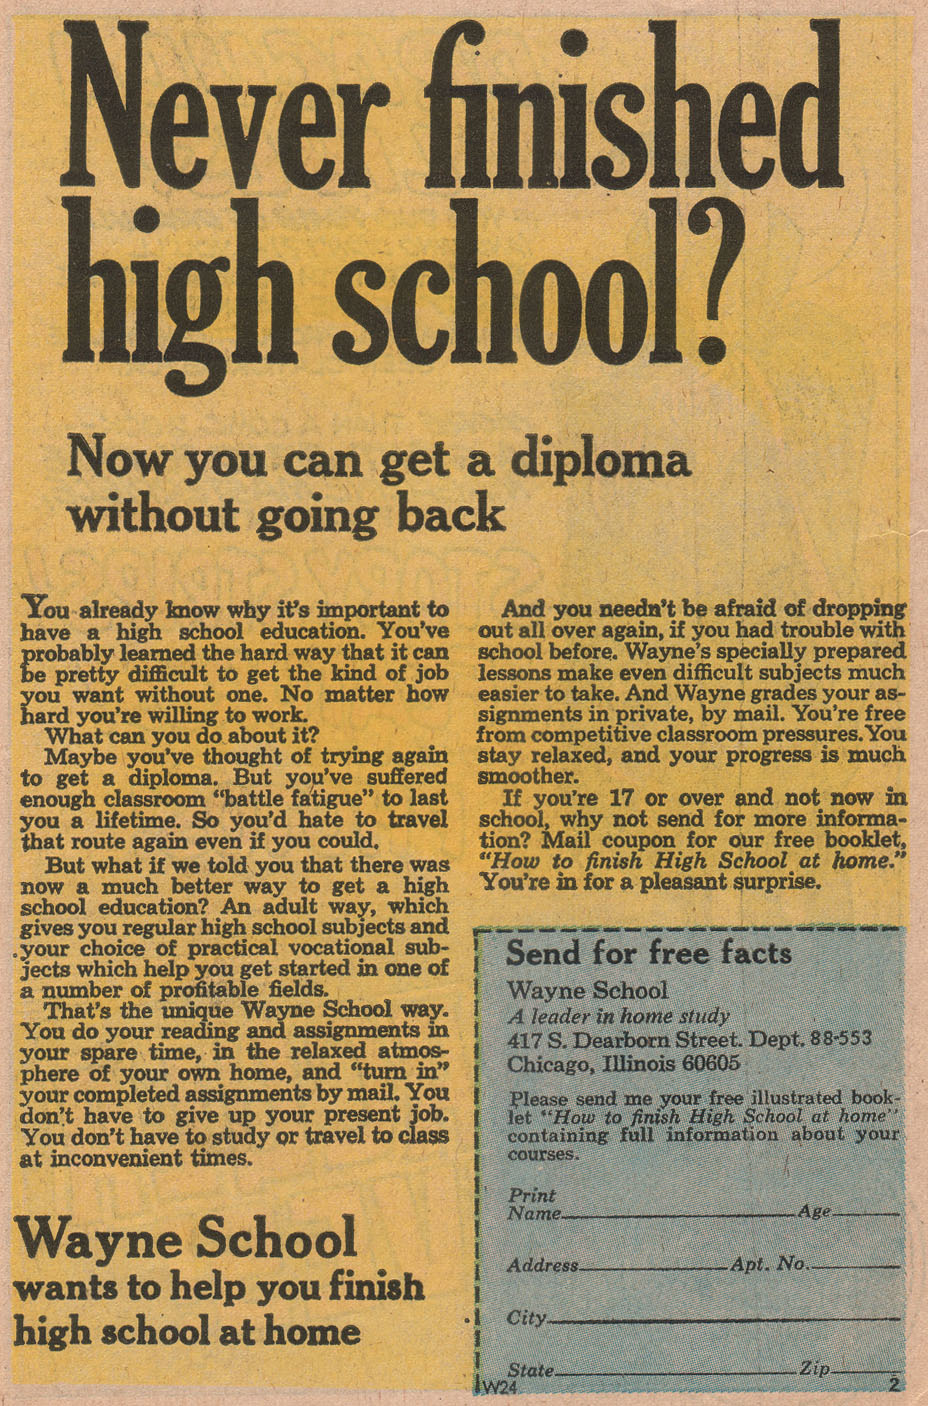 Never finished
high school?
Now you can get a diploma
without going back
You already know why it's important to
have a high school education. You've
probably learned the hard way that it can
be pretty difficult to get the kind of job
you want without one. No matter how
hard you're willing to work.
What can you do about it?
Maybe you've thought of trying again
to get a diploma. But you've suffered
enough classroom "battle fatigue" to last
you a lifetime. So you'd hate to travel
that route again even if you could.
But what if we told you that there was
now a much better way to get a high
school education? An adult way, which
gives you regular high school subjects and
your choice of practical vocational sub-
jects which help you get started in one of
a number of profitable fields.
That's the unique Wayne School way.
You do your reading and assignments in
your spare time, in the relaxed atmos-
phere of your own home, and "turn in"
your completed assignments by mail. You
don't have to give up your present job.
You don't have to study or travel to class
at inconvenient times.
Wayne School
wants to help you finish
high school at home
And you needn't be afraid of dropping
out all over again, if you had trouble with
school before. Wayne's specially prepared
lessons make even difficult subjects much
easier to take. And Wayne grades your as-
signments in private, by mail. You're free
from competitive classroom pressures. You
stay relaxed, and your progress is much
smoother.
If you're 17 or over and not now in
school, why not send for more informa-
tion? Mail coupon for our free booklet,
"How to finish High School at home."
You're in for a pleasant surprise.
Send for free facts
Wayne School
A leader in home study
417 S. Dearborn Street. Dept. 88-553
Chicago, Illinois 60605
Please send me your free illustrated book-
let "How to finish High School at home"
containing full information about your
courses.
Print
Name Age
Address Apt. No.
City
State Zip
W24 2